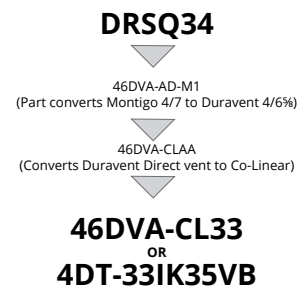 DRSQ34
46DVA-AD-M1
(Part converts Montigo 4/7 to Duravent 4/6⅝)
46DVA-CLAA
(Converts Duravent Direct vent to Co-Linear)
46DVA-CL33
OR
4DT-33IK35VB